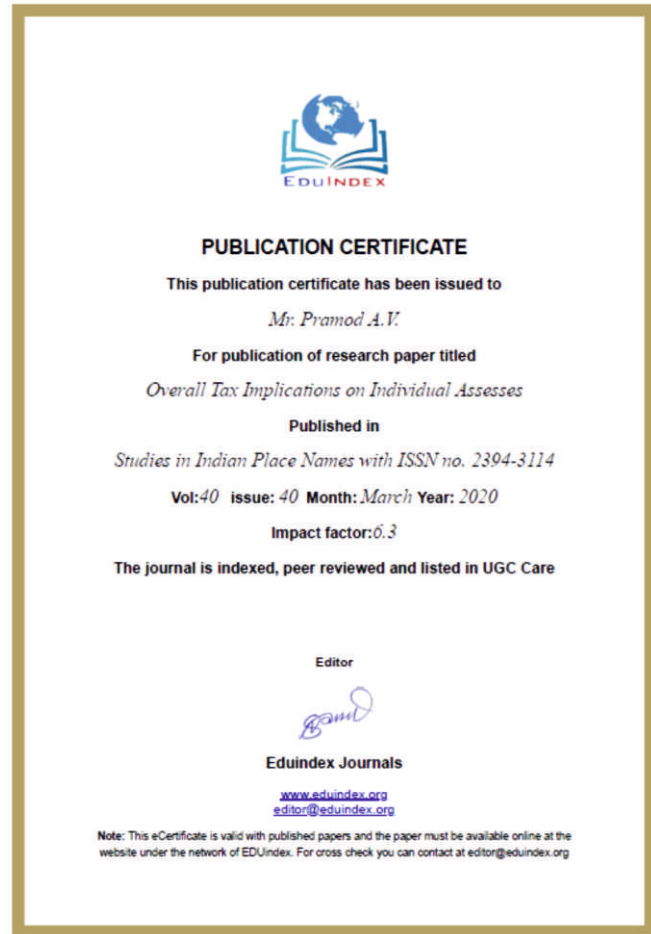 EDUINDEX
PUBLICATION CERTIFICATE
This publication certificate has been issued to
Mr. Pramod A.V.
For publication of research paper titled
Overall Tax Implications on Individual Assesses
Published in
Studies in Indian Place Names with ISSN no. 2394-3114
Vol:40 issue: 40 Month: March Year: 2020
Impact factor:6.3
The journal is indexed, peer reviewed and listed in UGC Care
Editor
Eduindex Journals
www.eduindex.org
editor@eduindex.org
Note: This eCertificate is valid with published papers and the paper must be available online at the
website under the network of EDUindex. For cross check you can contact at editor@eduindex.org